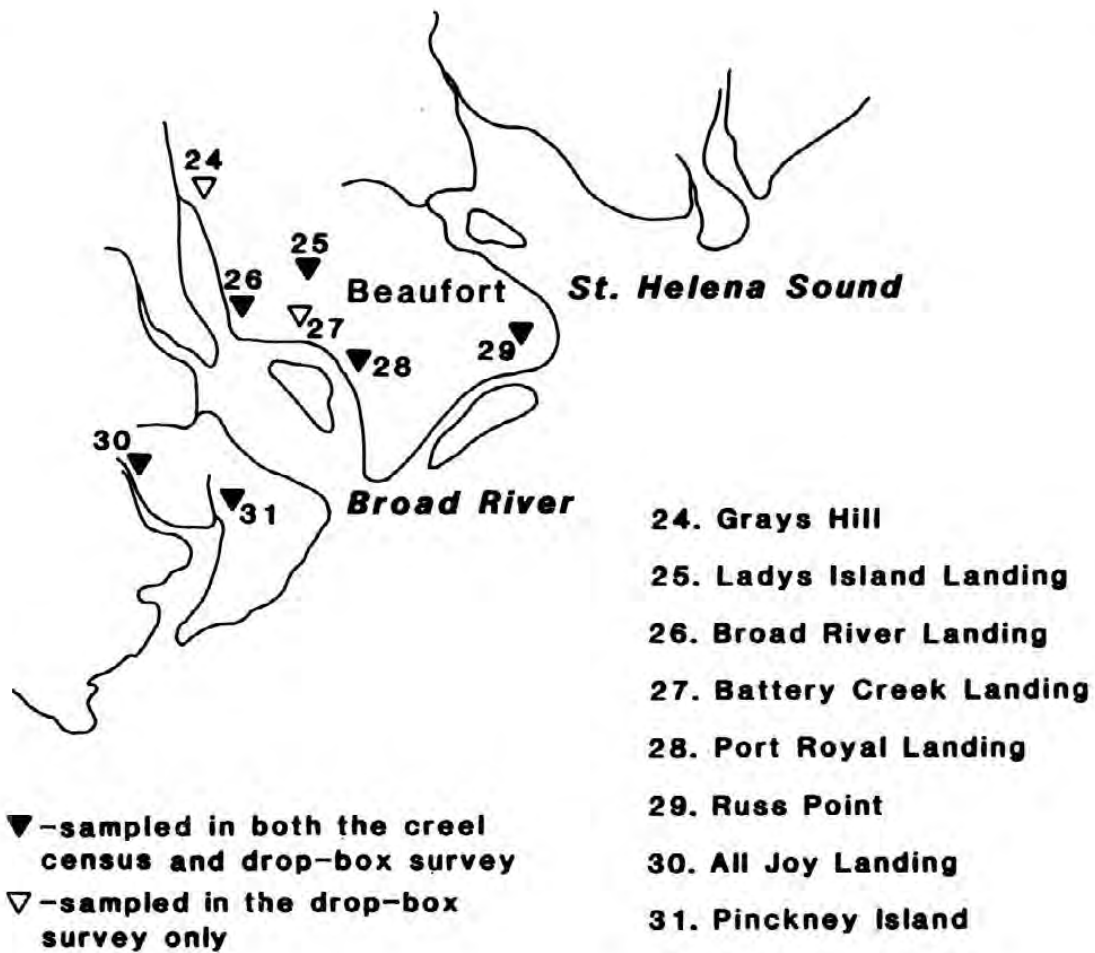 24
25
26
Beaufort
St. Helena Sound
27
28
29
30
31
Broad River
24. Grays Hill
25. Ladys Island Landing
26. Broad River Landing
27. Battery Creek Landing
28. Port Royal Landing
29. Russ Point
30. All Joy Landing
31. Pinckney Island
▼-sampled in both the creel
census and drop-box survey
▽-sampled in the drop-box
survey only